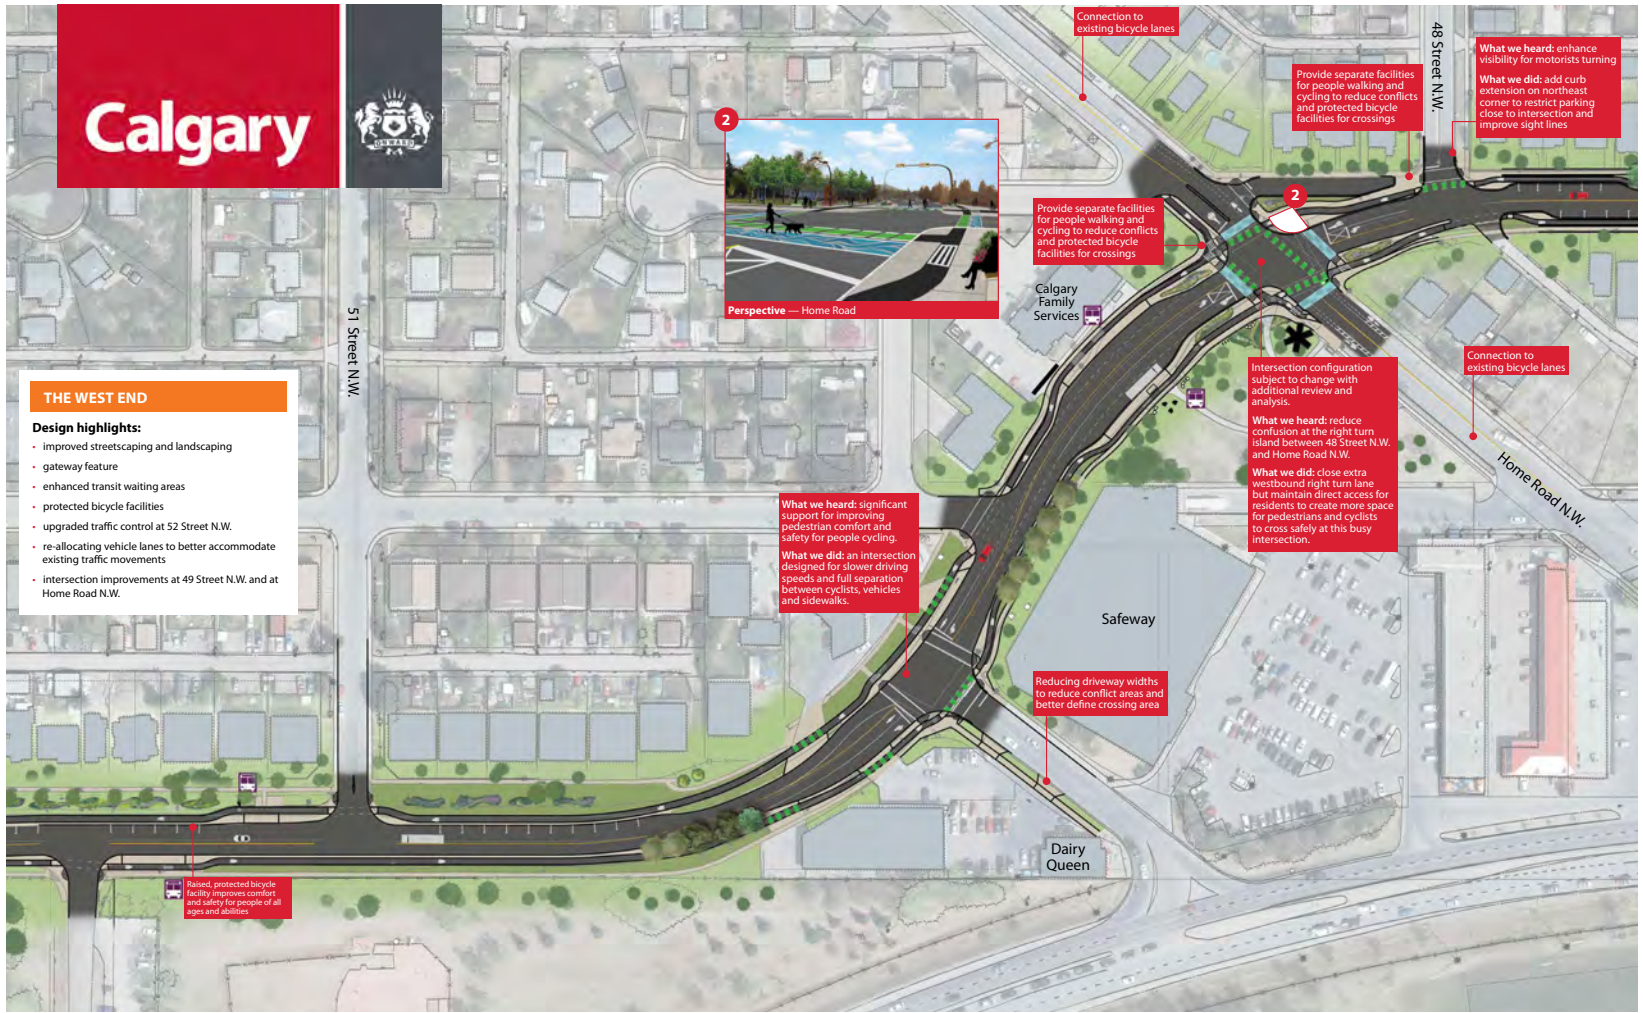 Calgary
ONWARD
THE WEST END
Design highlights:
• improved streetscaping and landscaping
• gateway feature
• enhanced transit waiting areas
• protected bicycle facilities
• upgraded traffic control at 52 Street N.W.
• re-allocating vehicle lanes to better accommodate
existing traffic movements
• intersection improvements at 49 Street N.W. and at
Home Road N.W.
51 Street N.W.
2
Perspective — Home Road
Connection to
existing bicycle lanes
48 Street N.W.
What we heard: enhance
visibility for motorists turning
What we did: add curb
extension on northeast
corner to restrict parking
close to intersection and
improve sight lines
Provide separate facilities
for people walking and
cycling to reduce conflicts
and protected bicycle
facilities for crossings
2
Provide separate facilities
for people walking and
cycling to reduce conflicts
and protected bicycle
facilities for crossings
Calgary
Family
Services
Connection to
existing bicycle lanes
Home Road N.W.
Intersection configuration
subject to change with
additional review and
analysis.
What we heard: reduce
confusion at the right turn
island between 48 Street N.W.
and Home Road N.W.
What we did: close extra
westbound right turn lane
but maintain direct access for
residents to create more space
for pedestrians and cyclists
to cross safely at this busy
intersection.
What we heard: significant
support for improving
pedestrian comfort and
safety for people cycling.
What we did: an intersection
designed for slower driving
speeds and full separation
between cyclists, vehicles
and sidewalks.
Safeway
Reducing driveway widths
to reduce conflict areas and
better define crossing area
Dairy
Queen
Raised, protected bicycle
facility improves comfort
and safety for people of all
ages and abilities